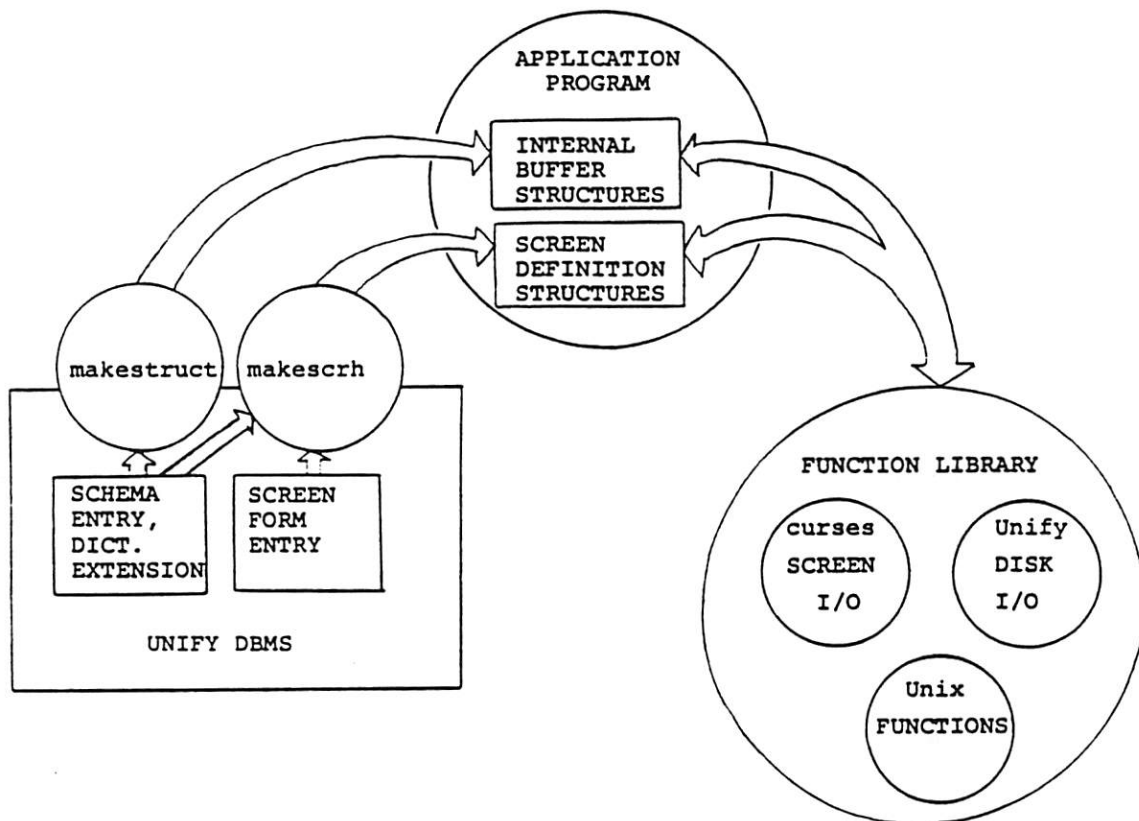 APPLICATION
PROGRAM
INTERNAL
BUFFER
STRUCTURES
SCREEN
DEFINITION
STRUCTURES
makestruct
makescrh
SCHEMA
ENTRY,
DICT.
EXTENSION
SCREEN
FORM
ENTRY
UNIFY DBMS
FUNCTION LIBRARY
curses
SCREEN
I/O
Unify
DISK
I/O
Unix
FUNCTIONS